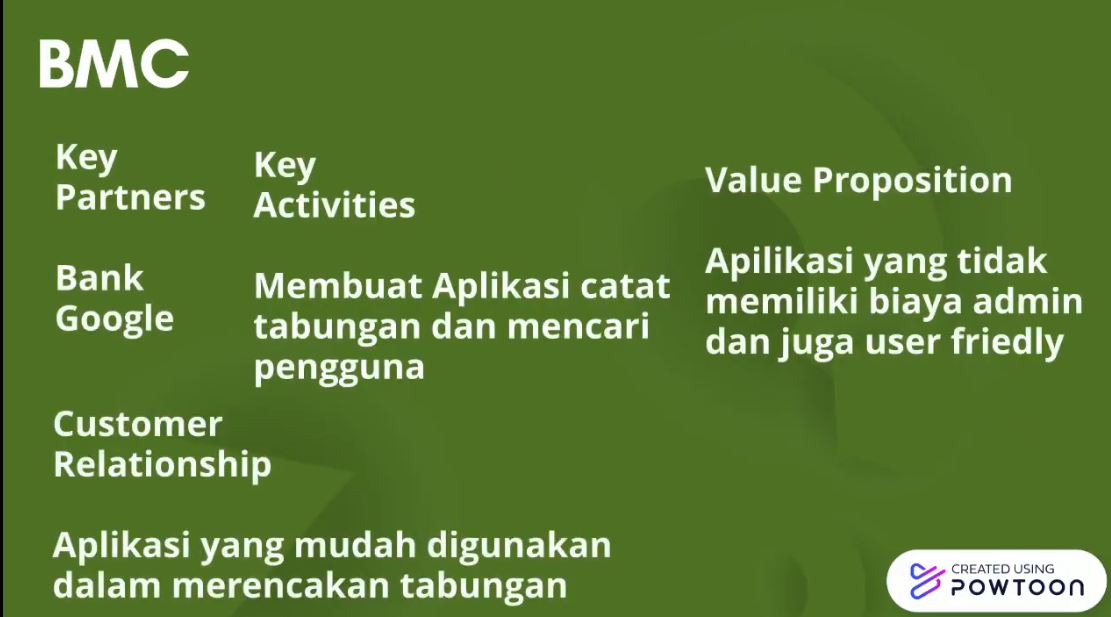 BMC
Key
Partners
Bank
Google
Key
Activities
Membuat Aplikasi catat
tabungan dan mencari
pengguna
Value Proposition
Apilikasi yang tidak
memiliki biaya admin
dan juga user friedly
Customer
Relationship
Aplikasi yang mudah digunakan
dalam merencakan tabungan
CREATED USING
POWTOON